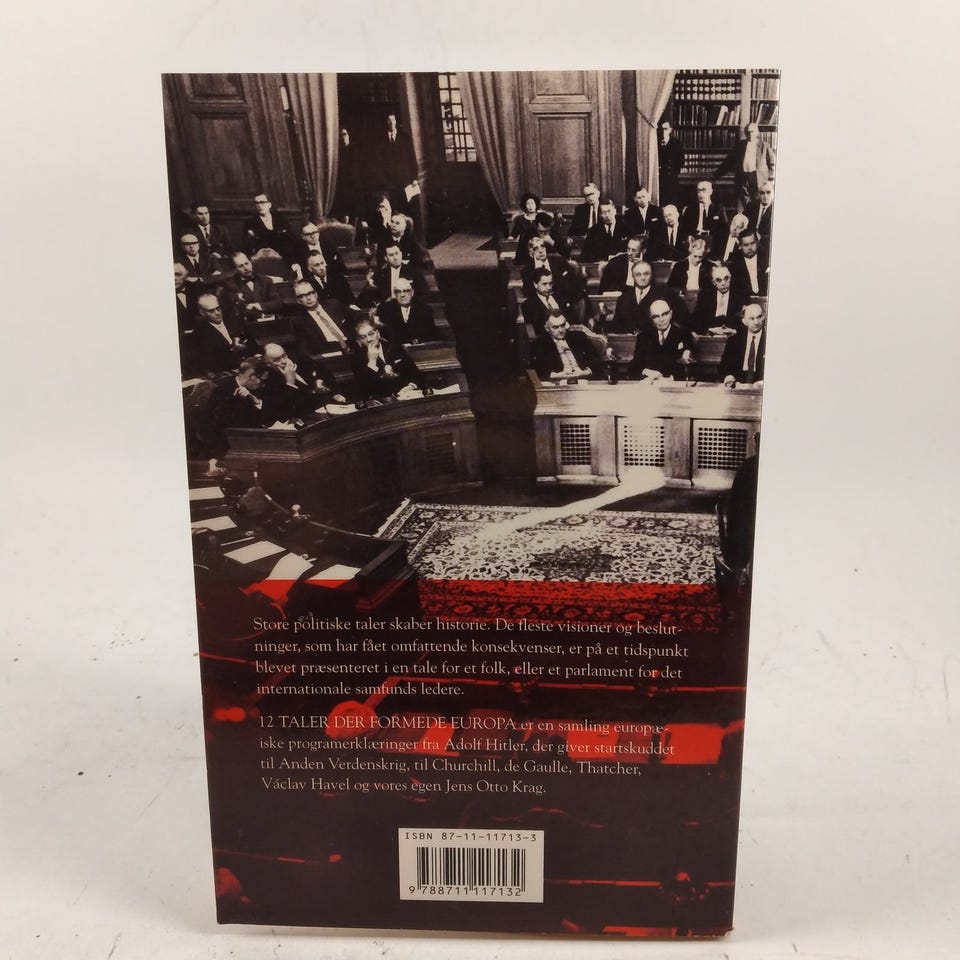 Store politiske taler skaber historie. De fleste visioner og beslut-
ninger, som har fået omfattende konsekvenser, er på et tidspunkt
blevet præsenteret i en tale for et folk, eller et parlament for det
internationale samfunds ledere.
12 TALER DER FORMEDE EUROPA er en samling europæ-
iske programerklæringer fra Adolf Hitler, der giver startskuddet
til Anden Verdenskrig, til Churchill, de Gaulle, Thatcher,
Václav Havel og vores egen Jens Otto Krag.
ISBN 87-11-11713-3
9 788711 117132